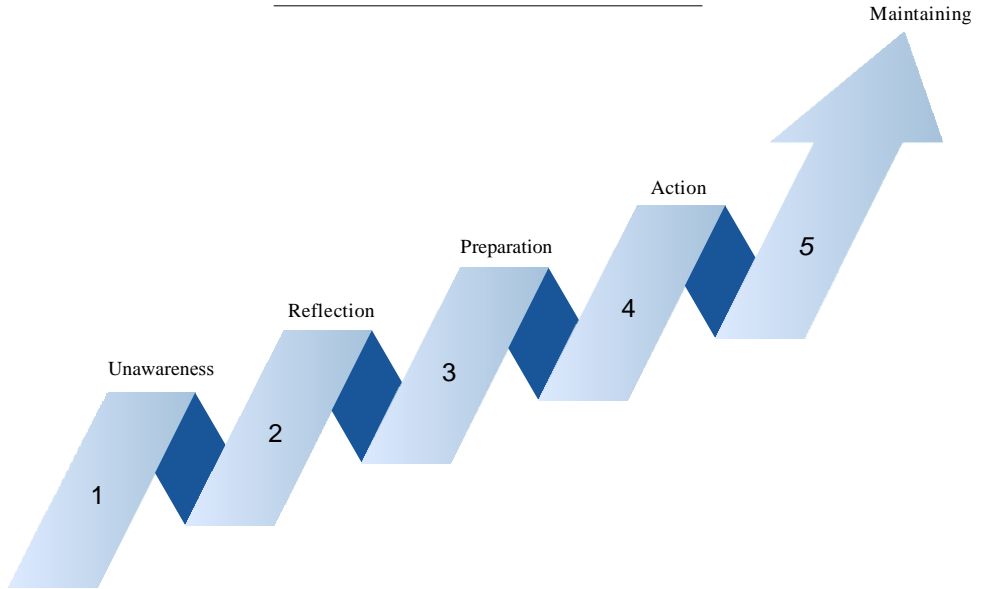 Maintaining
Action
Preparation
Reflection
Unawareness
1
2
3
4
5